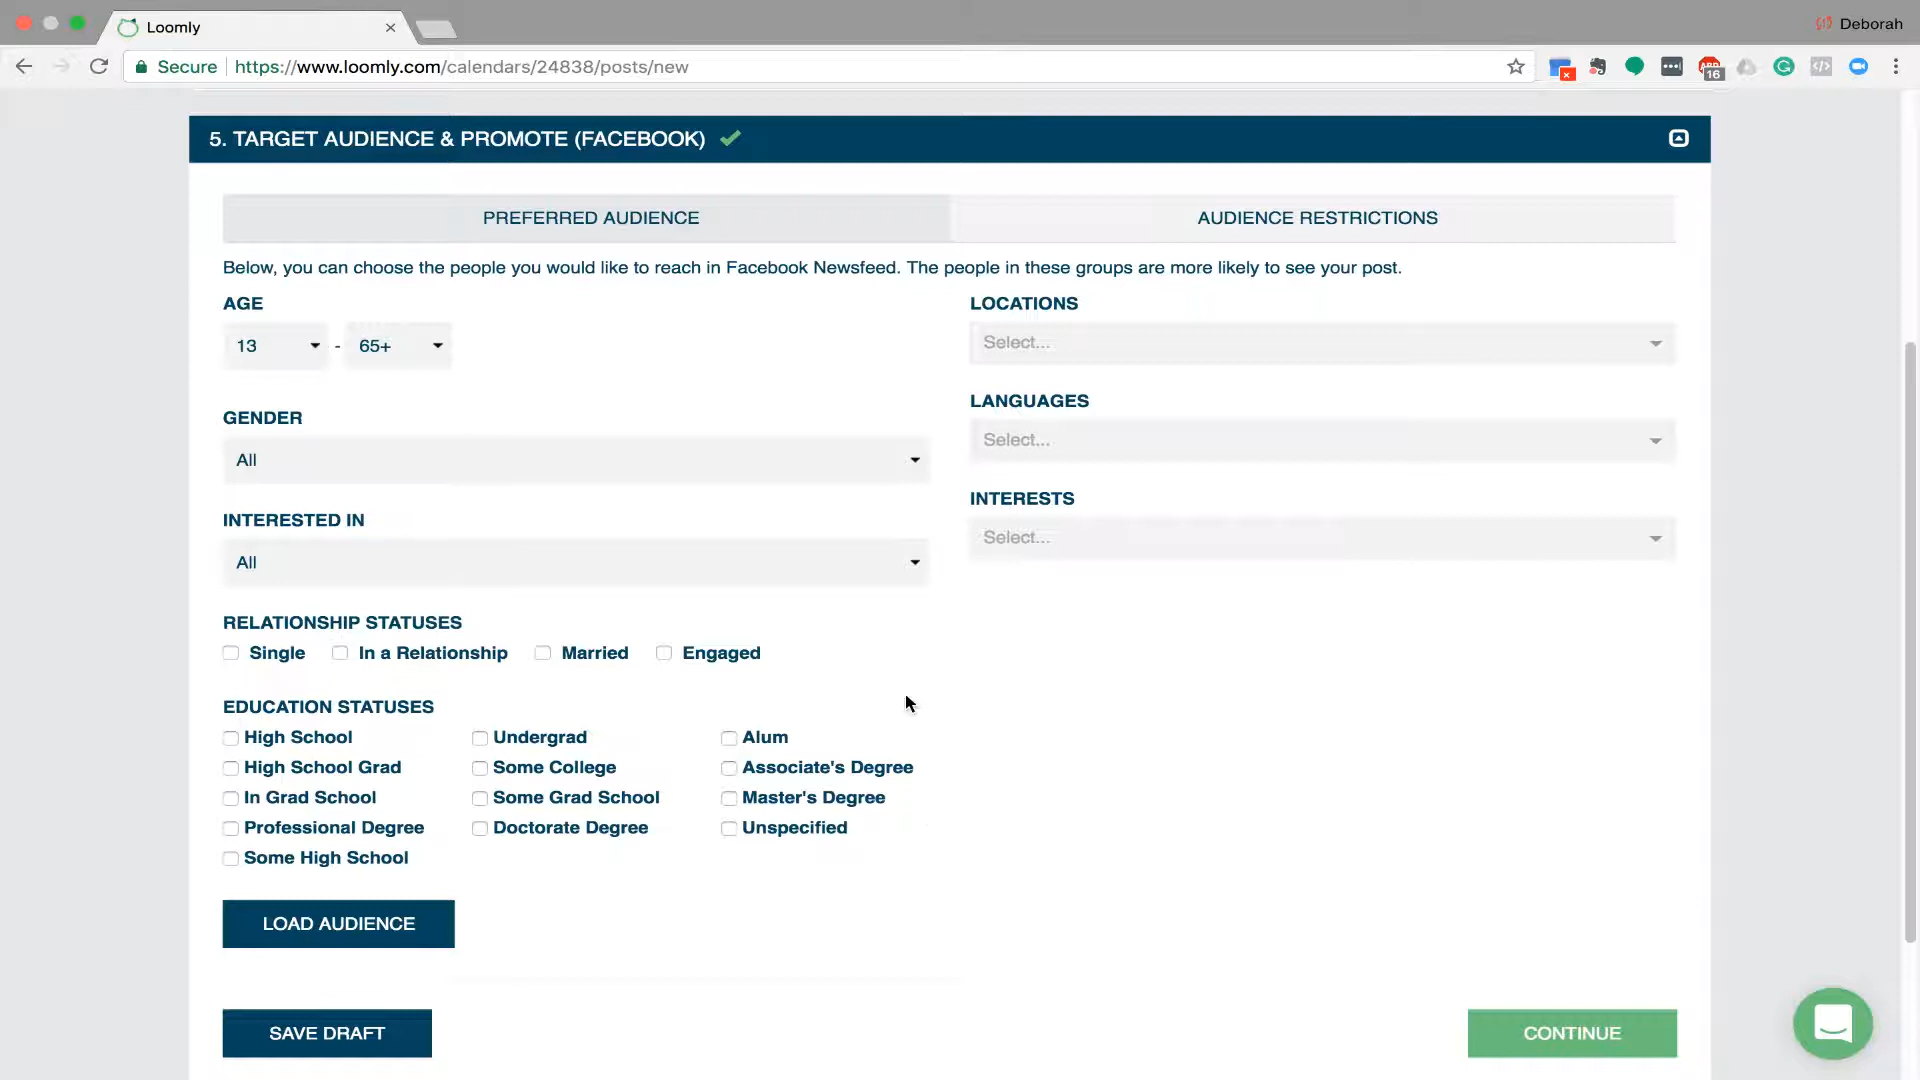 Loomly
Deborah
Secure https://www.loomly.com/calendars/24838/posts/new
16
5. TARGET AUDIENCE & PROMOTE (FACEBOOK)
PREFERRED AUDIENCE
AUDIENCE RESTRICTIONS
Below, you can choose the people you would like to reach in Facebook Newsfeed. The people in these groups are more likely to see your post.
AGE
13 - 65+
GENDER
All
INTERESTED IN
All
RELATIONSHIP STATUSES
Single In a Relationship Married Engaged
EDUCATION STATUSES
High School Undergrad Alum
High School Grad Some College Associate's Degree
In Grad School Some Grad School Master's Degree
Professional Degree Doctorate Degree Unspecified
Some High School
LOCATIONS
Select...
LANGUAGES
Select...
INTERESTS
Select...
LOAD AUDIENCE
SAVE DRAFT
CONTINUE